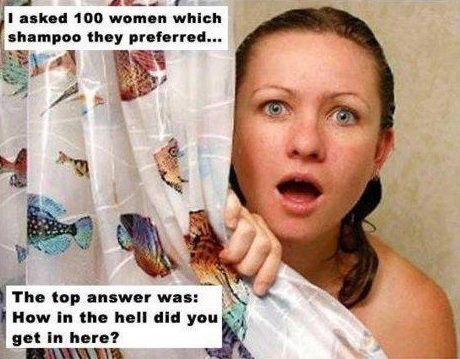 I asked 100 women which
shampoo they preferred...
The top answer was:
How in the hell did you
get in here?